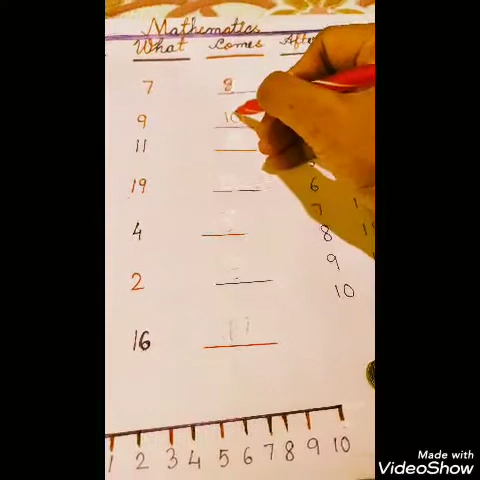 Mathematics
What Comes After
7 8
9 10
11
19
6
7
4
8
9
2
10
16
1 2 3 4 5 6 7 8 9 10
Made with
VideoShow